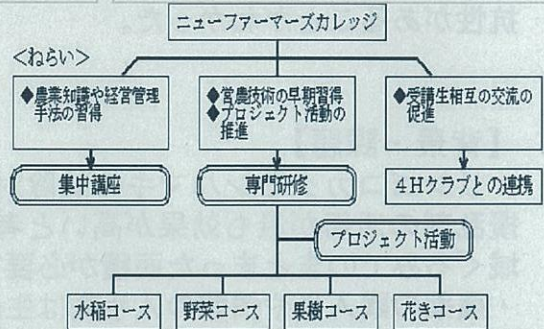 ニューファーマーズカレッジ
＜ねらい＞
◆農業知識や経営管理
手法の習得
◆営農技術の早期習得
◆プロジェクト活動の
推進
◆受講生相互の交流の
促進
集中講座
専門研修
4Hクラブとの連携
プロジェクト活動
水稲コース
野菜コース
果樹コース
花きコース